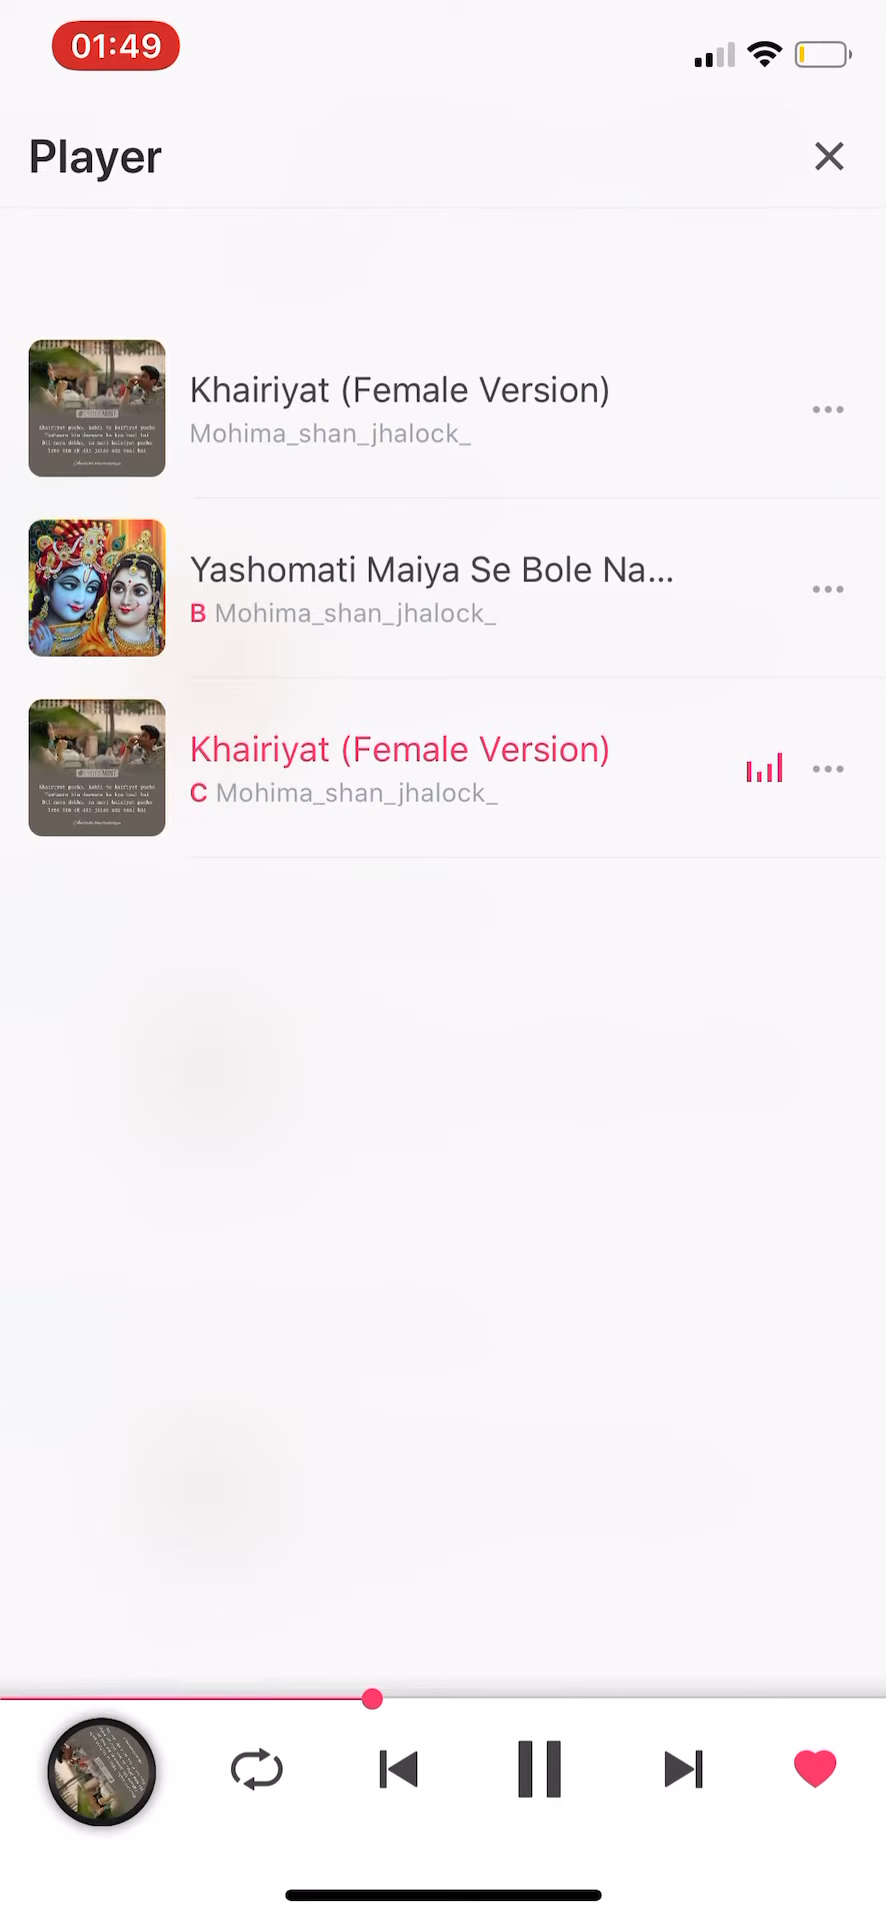 01:49
Player
Khairiyat (Female Version)
Mohima_shan_jhalock_
Yashomati Maiya Se Bole Na...
B Mohima_shan_jhalock_
Khairiyat (Female Version)
C Mohima_shan_jhalock_